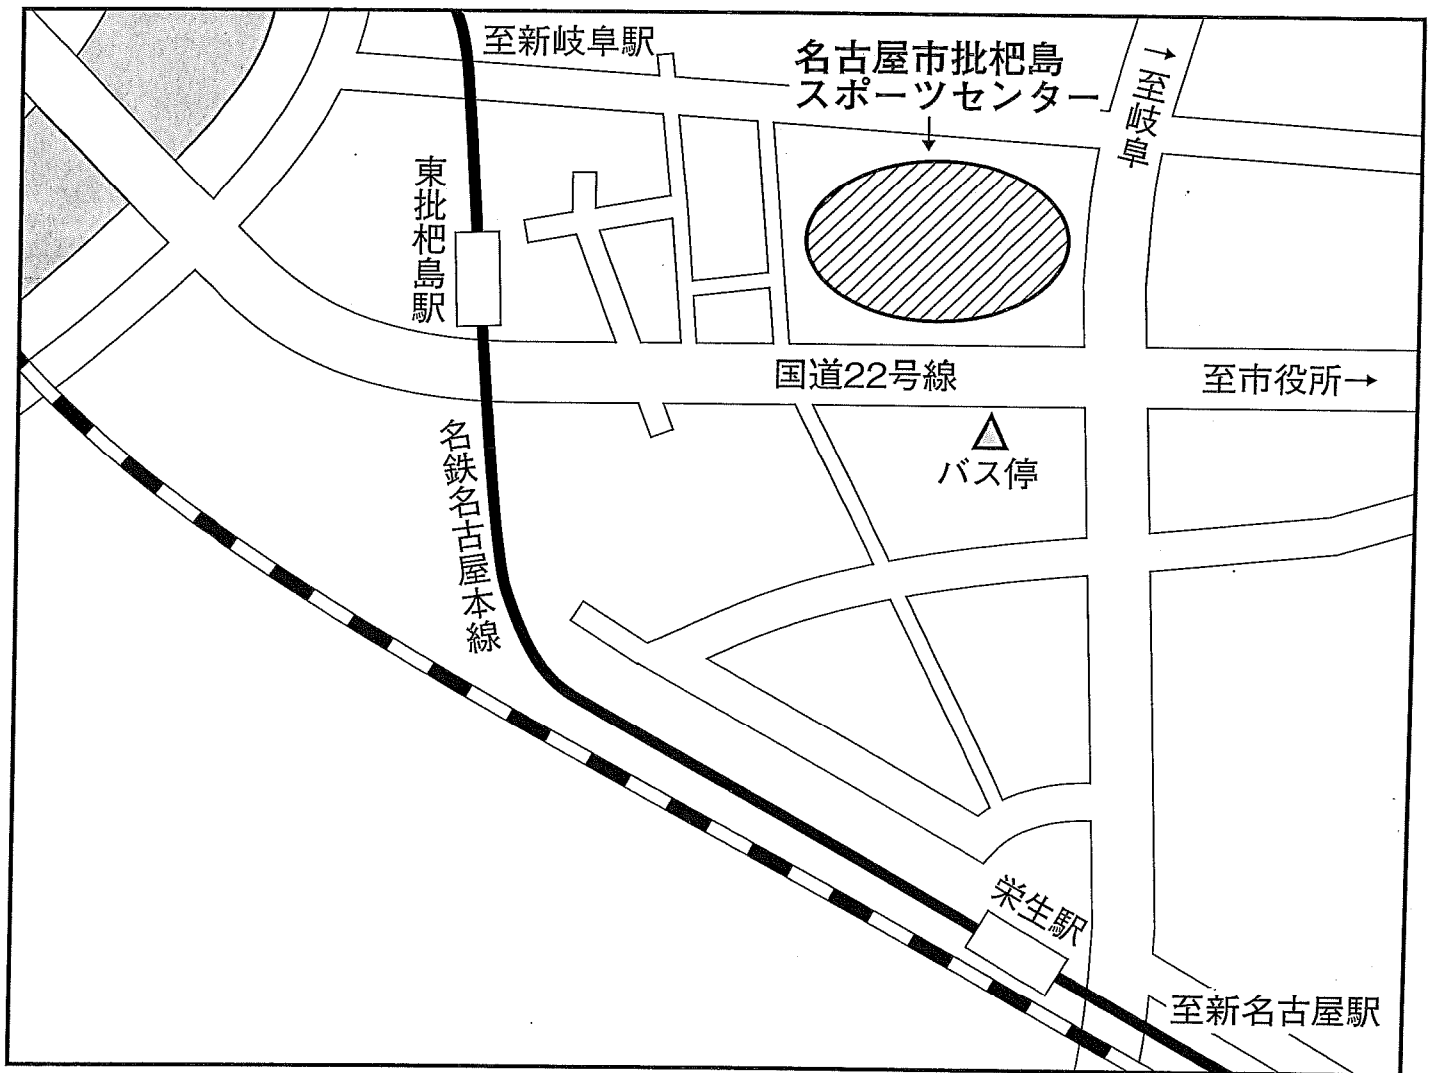 至新岐阜駅
名古屋市枇杷島
スポーツセンター
↓
→至岐阜
東枇杷島駅
国道22号線
至市役所→
バス停
名鉄名古屋本線
栄生駅
至新名古屋駅